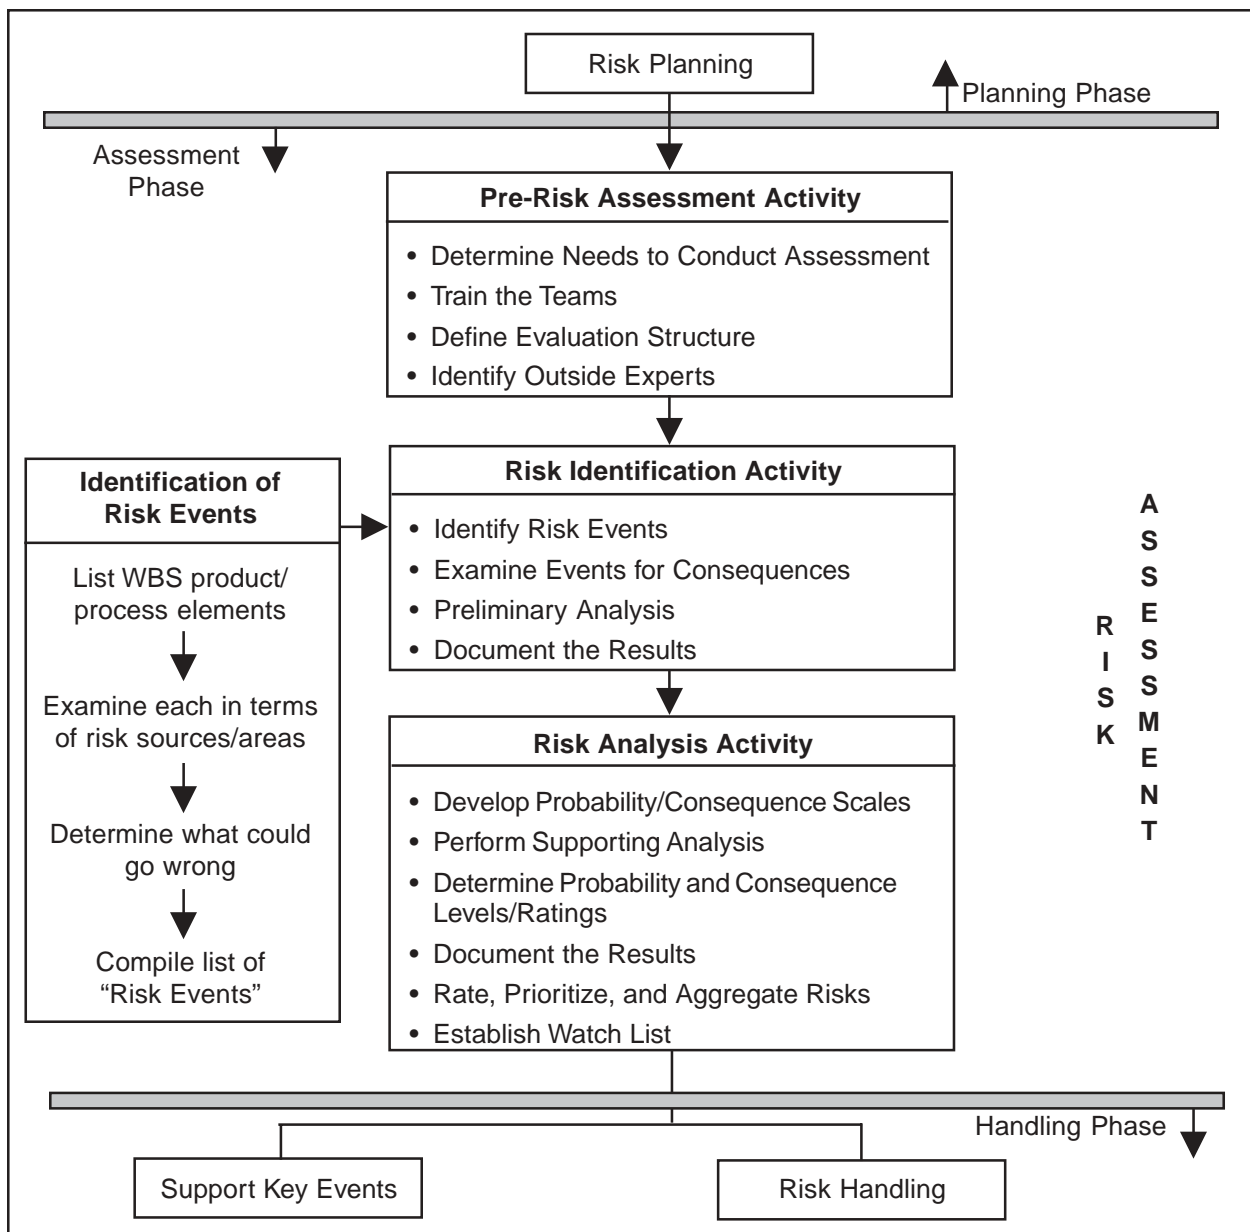 Risk Planning
Planning Phase
Assessment
Phase
Pre-Risk Assessment Activity
• Determine Needs to Conduct Assessment
• Train the Teams
• Define Evaluation Structure
• Identify Outside Experts
Identification of
Risk Events
List WBS product/
process elements
Examine each in terms
of risk sources/areas
Determine what could
go wrong
Compile list of
“Risk Events”
Risk Identification Activity
• Identify Risk Events
• Examine Events for Consequences
• Preliminary Analysis
• Document the Results
Risk Analysis Activity
• Develop Probability/Consequence Scales
• Perform Supporting Analysis
• Determine Probability and Consequence
Levels/Ratings
• Document the Results
• Rate, Prioritize, and Aggregate Risks
• Establish Watch List
RISK
ASSESSMENT
Handling Phase
Support Key Events
Risk Handling